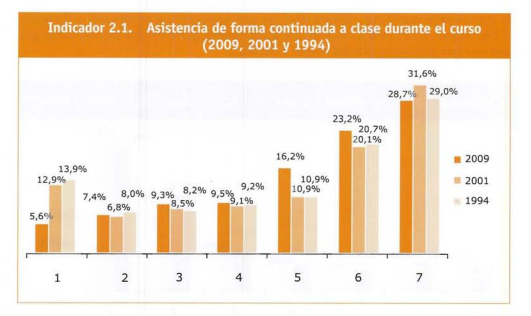 Indicador 2.1. Asistencia de forma continuada a clase durante el curso
(2009, 2001 y 1994)
5,6% 12,9% 13,9%
7,4% 6,8% 8,0%
9,3% 8,5% 8,2%
9,5% 9,1% 9,2%
16,2% 10,9% 10,9%
23,2% 20,1% 20,7%
28,7% 31,6% 29,0%
2009
2001
1994
1 2 3 4 5 6 7